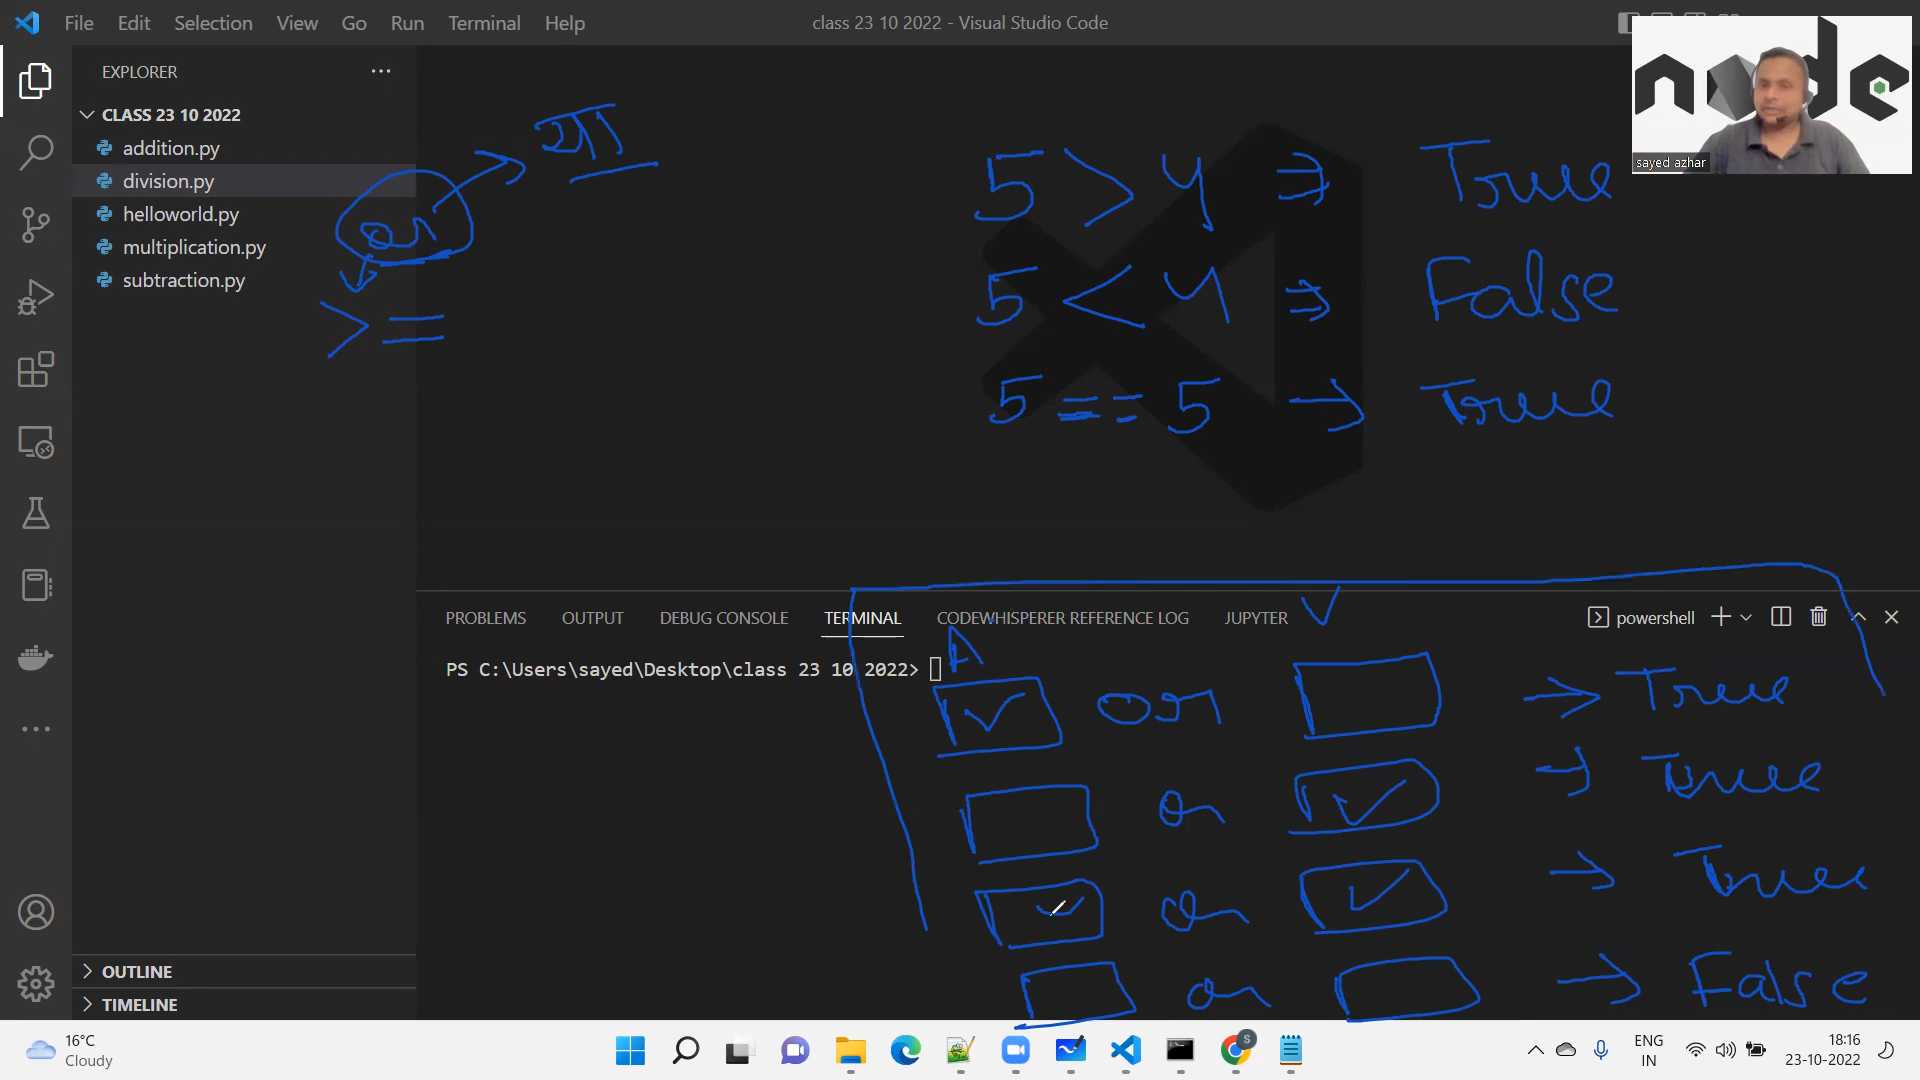 File Edit Selection View Go Run Terminal Help
class 23 10 2022 - Visual Studio Code
node
sayed azhar
EXPLORER
CLASS 23 10 2022
addition.py
division.py
helloworld.py
multiplication.py
subtraction.py
या
or
>=
5 > 4 ⇒ True
5 < 4 ⇒ False
5 == 5 → True
PROBLEMS OUTPUT DEBUG CONSOLE TERMINAL CODEWHISPERER REFERENCE LOGNG JUPYTER powershell
PS C:\Users\sayed\Desktop\class 23 10 2022>
A
✓ or → True
or ✓ → True
✓ or ✓ → True
or → False
OUTLINE
TIMELINE
16°C
Cloudy
S
ENG
IN
18:16
23-10-2022